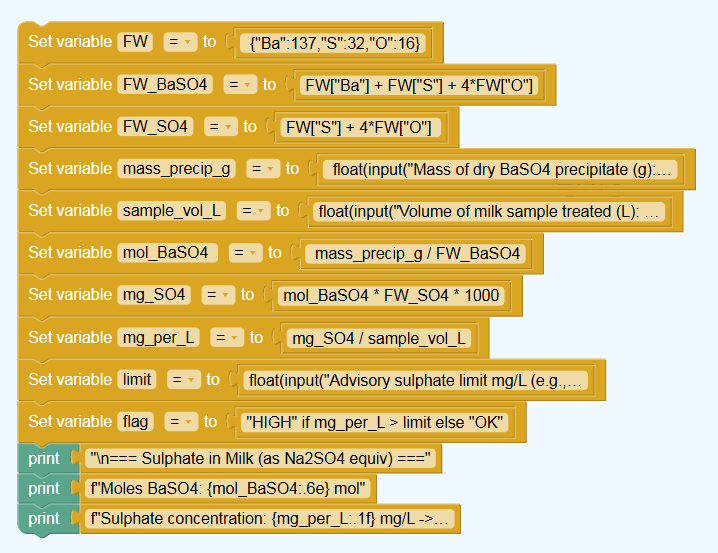 Set variable FW = to {"Ba":137,"S":32,"O":16}
Set variable FW_BaSO4 = to FW["Ba"] + FW["S"] + 4*FW["O"]
Set variable FW_SO4 = to FW["S"] + 4*FW["O"]
Set variable mass_precip_g = to float(input("Mass of dry BaSO4 precipitate (g):...
Set variable sample_vol_L = to float(input("Volume of milk sample treated (L): ...
Set variable mol_BaSO4 = to mass_precip_g / FW_BaSO4
Set variable mg_SO4 = to mol_BaSO4 * FW_SO4 * 1000
Set variable mg_per_L = to mg_SO4 / sample_vol_L
Set variable limit = to float(input("Advisory sulphate limit mg/L (e.g.,...
Set variable flag = to "HIGH" if mg_per_L > limit else "OK"
print "\n=== Sulphate in Milk (as Na2SO4 equiv) ==="
print f"Moles BaSO4: {mol_BaSO4:.6e} mol"
print f"Sulphate concentration: {mg_per_L:.1f} mg/L ->...